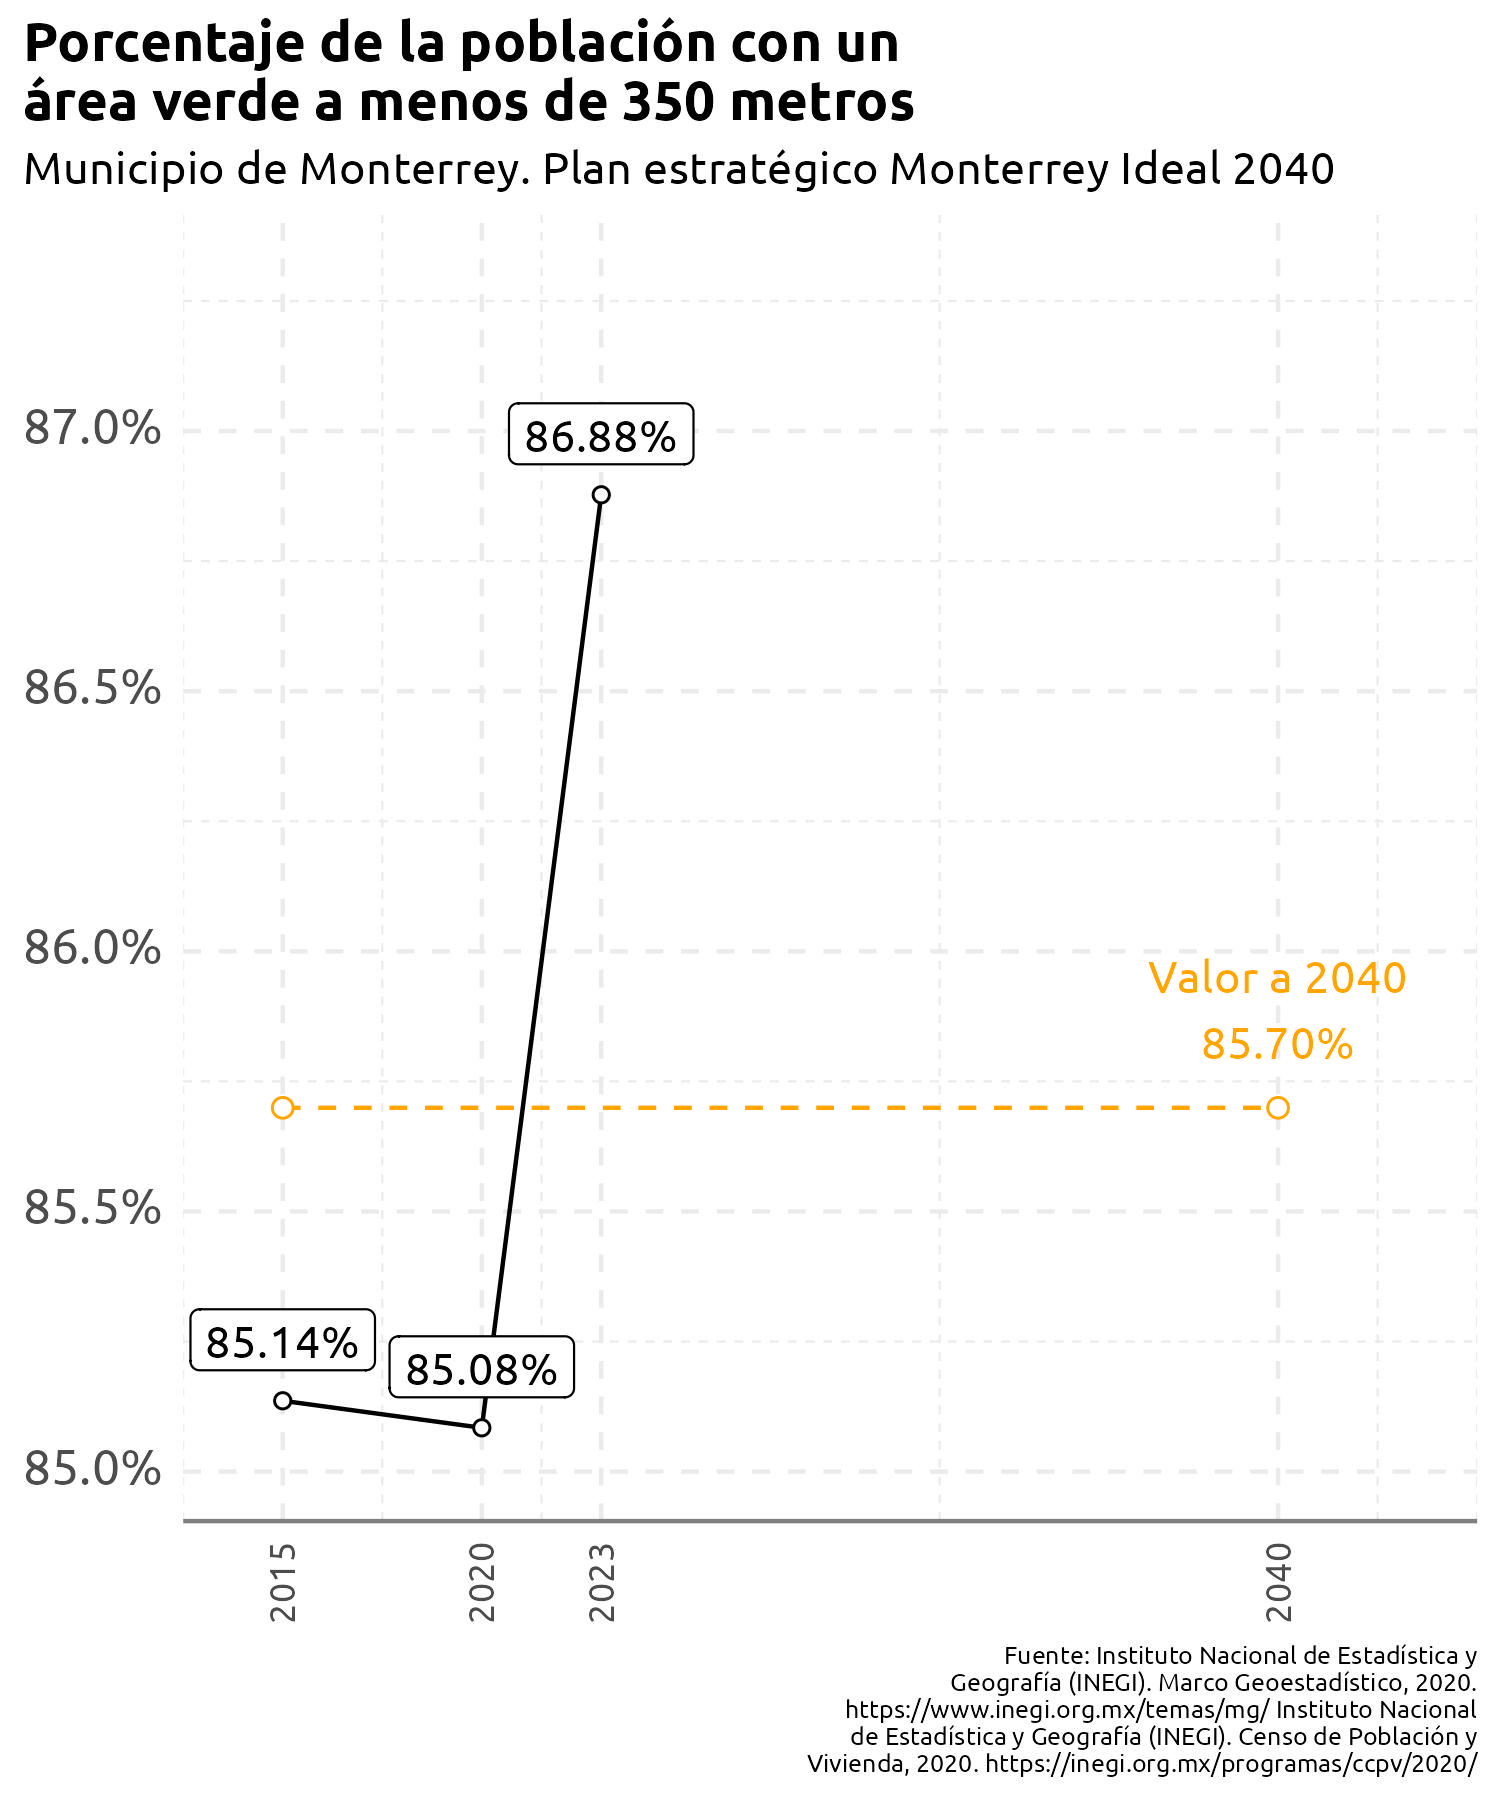 Porcentaje de la población con un
área verde a menos de 350 metros
Municipio de Monterrey. Plan estratégico Monterrey Ideal 2040
87.0%
86.88%
86.5%
86.0%
Valor a 2040
85.70%
85.5%
85.14%
85.08%
85.0%
2015
2020
2023
2040
Fuente: Instituto Nacional de Estadística y
Geografía (INEGI). Marco Geoestadístico, 2020.
https://www.inegi.org.mx/temas/mg/ Instituto Nacional
de Estadística y Geografía (INEGI). Censo de Población y
Vivienda, 2020. https://inegi.org.mx/programas/ccpv/2020/